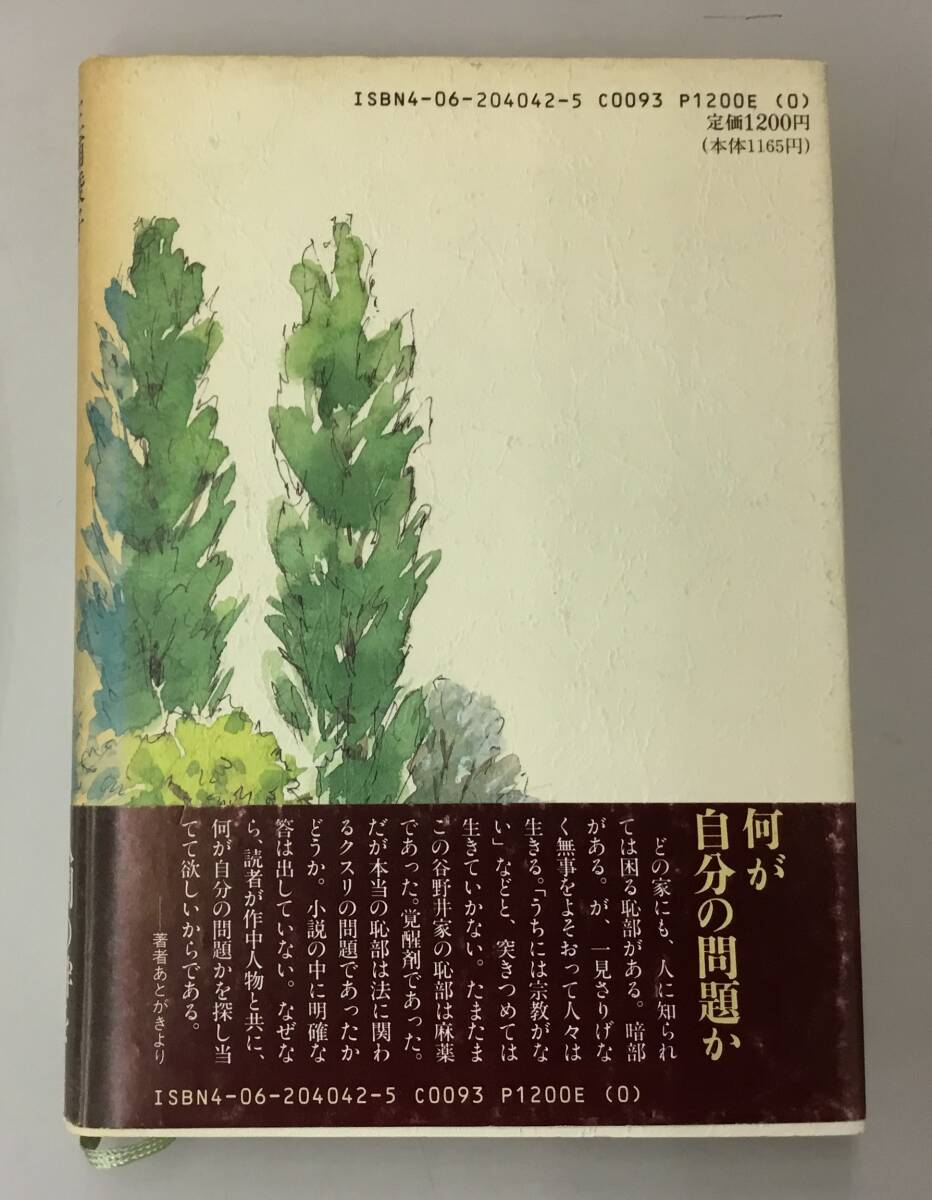 ISBN4-06-204042-5 C0093 P1200E (0)
定価1200円
(本体1165円)
何が
自分の問題か
どの家にも、人に知られ
ては困る恥部がある。暗部
がある。が、一見さりげな
く無事をよそおって人々は
生きる。「うちには宗教がな
い」などと、突きつめては
生きていかない。たまたま
この谷野井家の恥部は麻薬
であった。覚醒剤であった。
だが本当の恥部は法に関わ
るクスリの問題であったか
どうか。小説の中に明確な
答は出していない。なぜな
ら、読者が作中人物と共に、
何が自分の問題かを探し当
てて欲しいからである。
──著者あとがきより
ISBN4-06-204042-5 C0093 P1200E (0)